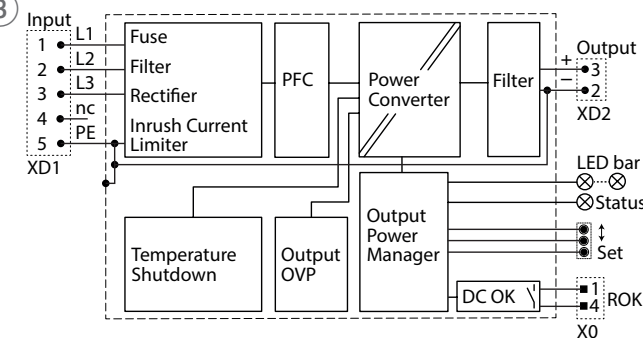 Input
1 L1
2 L2
3 L3
4 nc
5 PE
XD1
Fuse
Filter
Rectifier
Inrush Current
Limiter
PFC
Power
Converter
Filter
Output
+ 3
− 2
XD2
LED bar
Status
Set
Temperature
Shutdown
Output
OVP
Output
Power
Manager
DC OK
1
4
ROK
X0